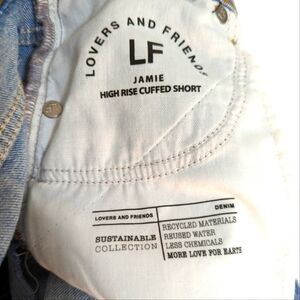 LOVERS AND FRIENDS
LF
JAMIE
HIGH RISE CUFFED SHORT
DENIM
LOVERS AND FRIENDS
RECYCLED MATERIALS
SUSTAINABLE
REUSED WATER
COLLECTION
LESS CHEMICALS
MORE LOVE FOR EARTH